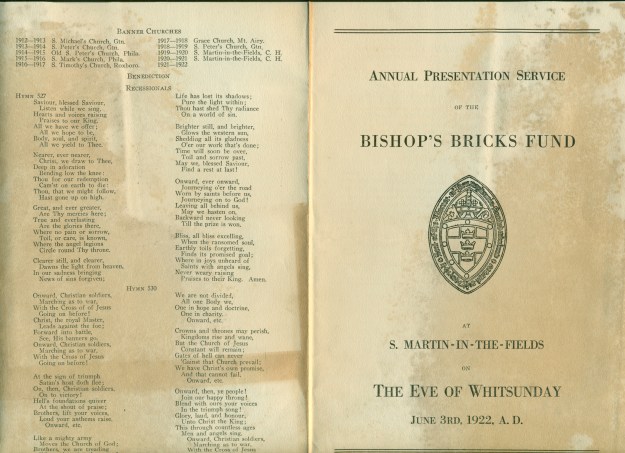 BANNER CHURCHES
1912—1913 S. Michael's Church, Gtn.
1913—1914 S. Peter's Church, Gtn.
1914—1915 Old S. Peter's Church, Phila.
1915—1916 S. Mark's Church, Phila.
1916—1917 S. Timothy's Church, Roxboro.
1917—1918 Grace Church, Mt. Airy.
1918—1919 S. Peter's Church, Gtn.
1919—1920 S. Martin-in-the-Fields, C. H.
1920—1921 S. Martin-in-the-Fields, C. H.
1921—1922
BENEDICTION
RECESSIONALS
HYMN 527
Saviour, blessed Saviour,
Listen while we sing,
Hearts and voices raising
Praises to our King.
All we have we offer;
All we hope to be,
Body, soul, and spirit,
All we yield to Thee.
Nearer, ever nearer,
Christ, we draw to Thee,
Deep in adoration
Bending low the knee:
Thou for our redemption
Cam'st on earth to die:
Thou, that we might follow,
Hast gone up on high.
Great, and ever greater,
Are Thy mercies here;
True and everlasting
Are the glories there,
Where no pain or sorrow,
Toil, or care, is known,
Where the angel legions
Circle round Thy throne.
Clearer still, and clearer,
Dawns the light from heaven,
In our sadness bringing
News of sins forgiven;
Life has lost its shadows;
Pure the light within;
Thou hast shed Thy radiance
On a world of sin.
Brighter still, and brighter,
Glows the western sun,
Shedding all its gladness
O'er our work that's done;
Time will soon be over,
Toil and sorrow past,
May we, blessed Saviour,
Find a rest at last!
Onward, ever onward,
Journeying o'er the road
Worn by saints before us,
Journeying on to God!
Leaving all behind us,
May we hasten on,
Backward never looking
Till the prize is won.
Bliss, all bliss excelling,
When the ransomed soul,
Earthly toils forgetting,
Finds its promised goal;
Where in joys unheard of
Saints with angels sing,
Never weary raising
Praises to their King. Amen.
HYMN 530
Onward, Christian soldiers,
Marching as to war,
With the Cross of of Jesus
Going on before!
Christ, the royal Master,
Leads against the foe;
Forward into battle,
See, His banners go.
Onward, Christian soldiers,
Marching as to war,
With the Cross of Jesus
Going on before!
At the sign of triumph
Satan's host doth flee;
On, then, Christian soldiers,
On to victory!
Hell's foundations quiver
At the shout of praise;
Brothers, lift your voices,
Loud your anthems raise.
Onward, etc.
Like a mighty army
Moves the Church of God;
Brothers, we are treading
We are not divided,
All one Body we,
One in hope and doctrine,
One in charity.
Onward, etc.
Crowns and thrones may perish,
Kingdoms rise and wane,
But the Church of Jesus
Constant will remain;
Gates of hell can never
'Gainst that Church prevail;
We have Christ's own promise,
And that cannot fail.
Onward, etc.
Onward, then, ye people!
Join our happy throng!
Blend with ours your voices
In the triumph song!
Glory, laud, and honour,
Unto Christ the King;
This through countless ages
Men and angels sing.
Onward, Christian soldiers,
Marching as to war,
With the Cross of Jesus
ANNUAL PRESENTATION SERVICE
OF THE
BISHOP'S BRICKS FUND
AT
S. MARTIN-IN-THE-FIELDS
ON
THE EVE OF WHITSUNDAY
JUNE 3RD, 1922, A. D.